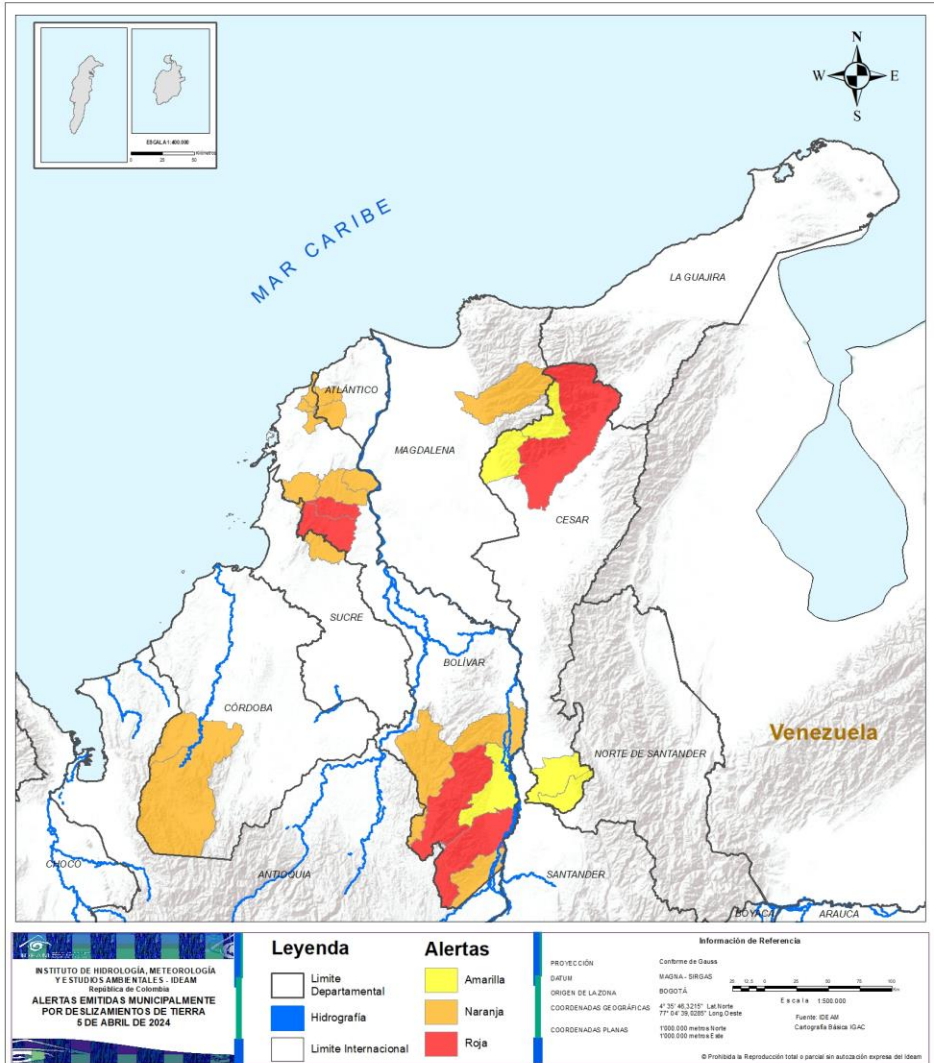 N
W
E
S
ESCALA 1:400.000
MAR CARIBE
LA GUAJIRA
ATLÁNTICO
MAGDALENA
CESAR
SUCRE
BOLÍVAR
CÓRDOBA
NORTE DE SANTANDER
Venezuela
CHOCO
ANTIOQUIA
SANTANDER
BOYACA
ARAUCA
INSTITUTO DE HIDROLOGÍA, METEOROLOGÍA
Y ESTUDIOS AMBIENTALES - IDEAM
República de Colombia
ALERTAS EMITIDAS MUNICIPALMENTE
POR DESLIZAMIENTOS DE TIERRA
5 DE ABRIL DE 2024
Leyenda
Limite
Departamental
Hidrografía
Limite Internacional
Alertas
Amarilla
Naranja
Roja
Información de Referencia
PROYECCIÓN
Conforme de Gauss
DATUM
MAGNA - SIRGAS
ORIGEN DE LA ZONA
BOGOTÁ
COORDENADAS GEOGRÁFICAS
4° 35' 46,3215" Lat.Norte
77° 04' 39,0285" Long.Oeste
COORDENADAS PLANAS
1'000.000 metros Norte
1'000.000 metros Este
Escala 1:500.000
Fuente: IDEAM
Cartografía Básica IGAC
© Prohibida la Reproducción total o parcial sin autorización expresa del Ideam